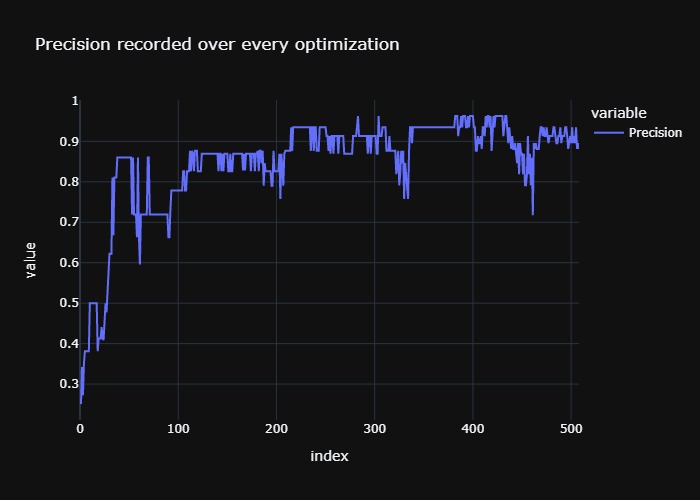 Precision recorded over every optimization
variable
Precision
value
1
0.9
0.8
0.7
0.6
0.5
0.4
0.3
0 100 200 300 400 500
index